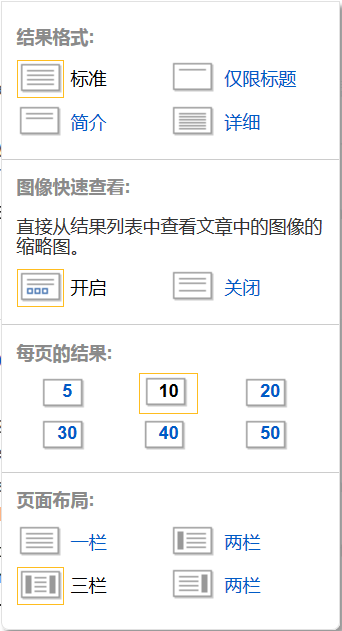 结果格式:
标准 仅限标题
简介 详细
图像快速查看:
直接从结果列表中查看文章中的图像的
缩略图。
开启 关闭
每页的结果:
5 10 20
30 40 50
页面布局:
一栏 两栏
三栏 两栏